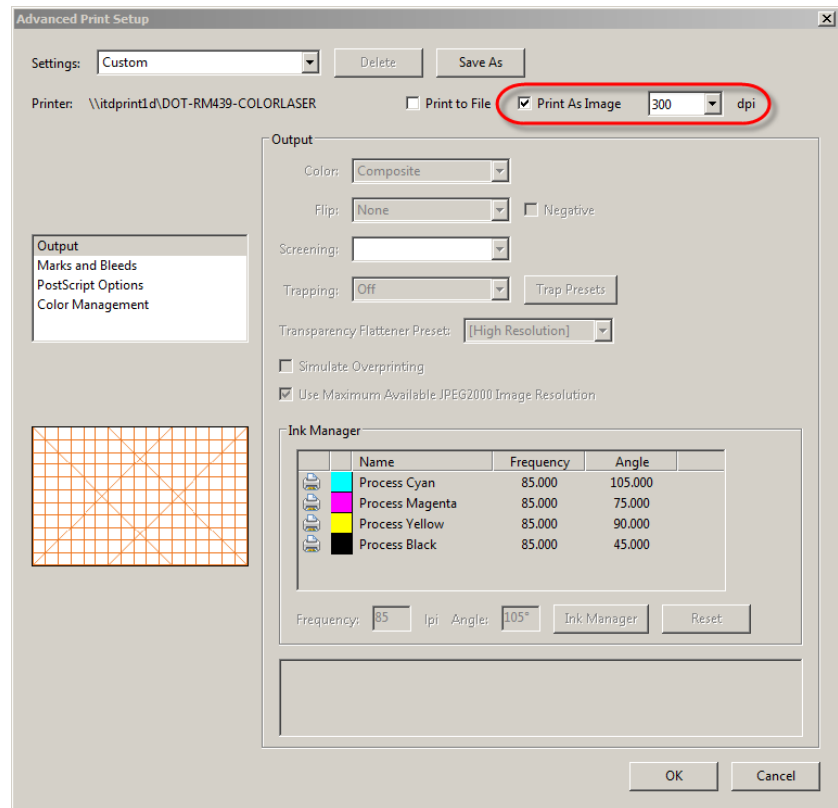 Advanced Print Setup
Settings: Custom Delete Save As
Printer: \\itdprint1d\DOT-RM439-COLORLASER Print to File Print As Image 300 dpi
Output
Marks and Bleeds
PostScript Options
Color Management
Output
Color: Composite
Flip: None Negative
Screening:
Trapping: Off Trap Presets
Transparency Flattener Preset: [High Resolution]
Simulate Overprinting
Use Maximum Available JPEG2000 Image Resolution
Ink Manager
Name Frequency Angle
Process Cyan 85.000 105.000
Process Magenta 85.000 75.000
Process Yellow 85.000 90.000
Process Black 85.000 45.000
Frequency: 85 lpi Angle: 105° Ink Manager Reset
OK Cancel